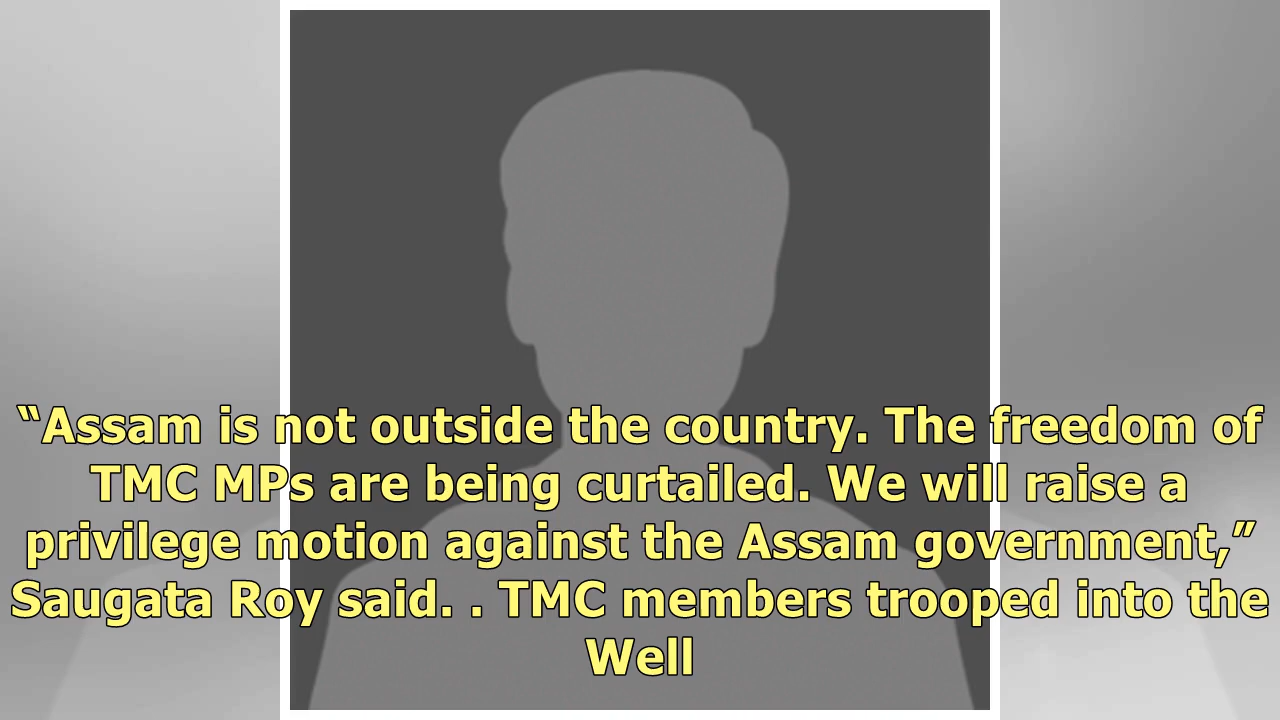 “Assam is not outside the country. The freedom of
TMC MPs are being curtailed. We will raise a
privilege motion against the Assam government,”
Saugata Roy said. . TMC members trooped into the
Well